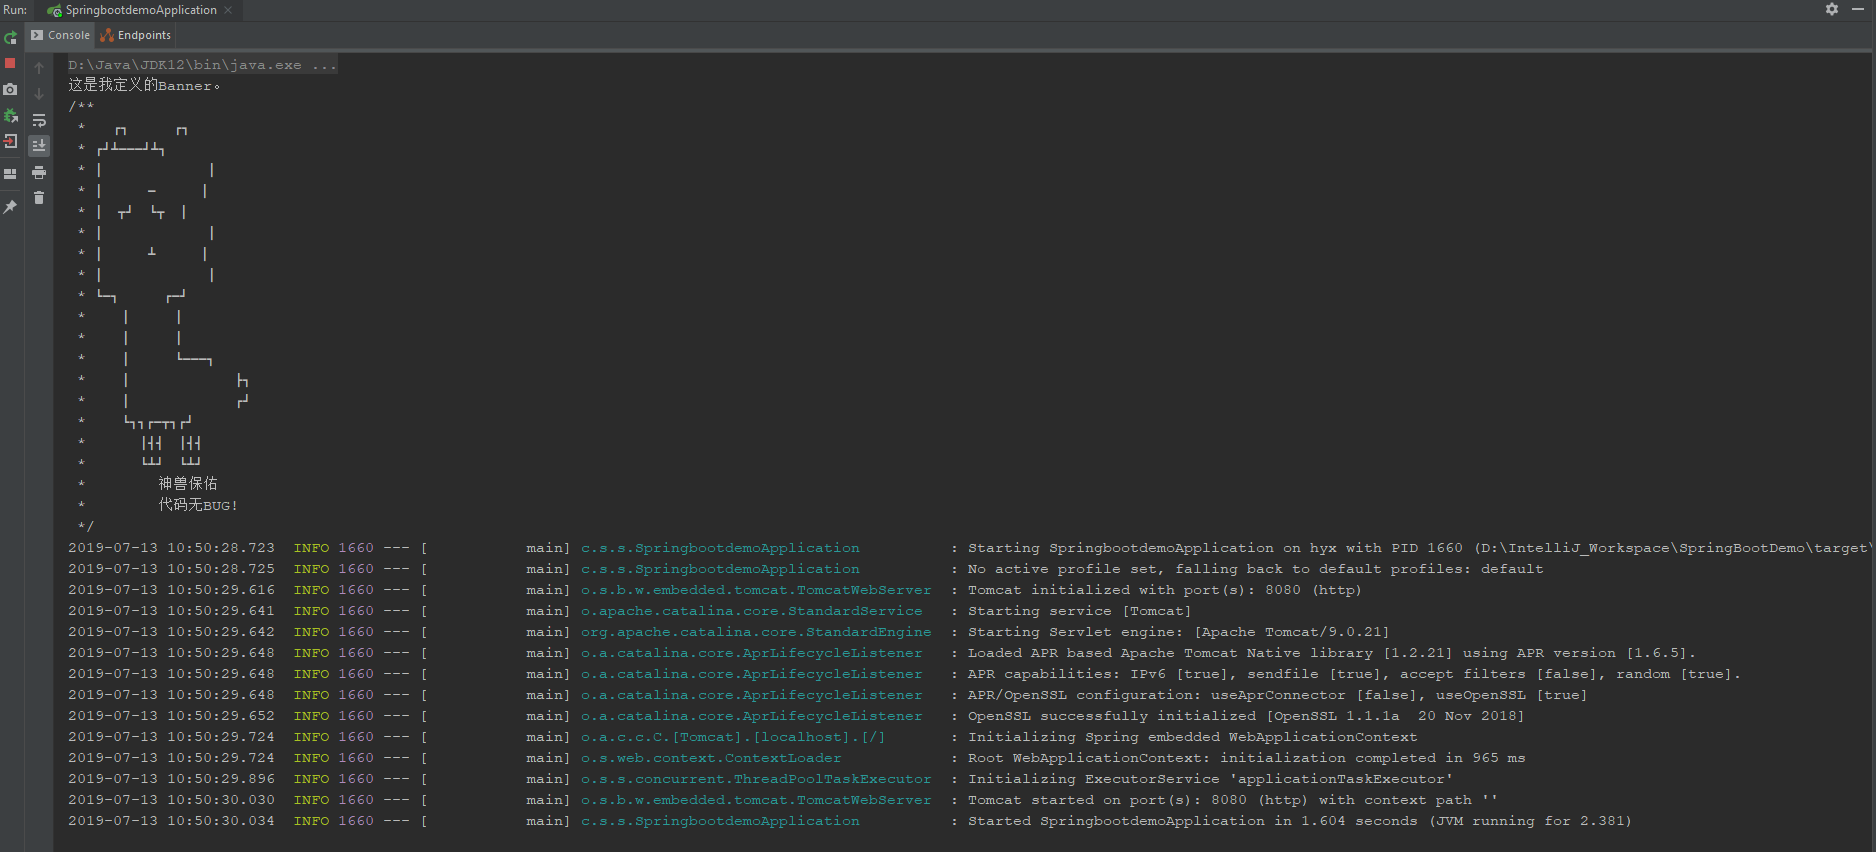 Run: SpringbootdemoApplication ×
Console Endpoints
D:\Java\JDK12\bin\java.exe ...
这是我定义的Banner。
/**
 *   ┏┓      ┏┓
 * ┏┛┻━━━┛┻┓
 * ┃            ┃
 * ┃     ━     ┃
 * ┃  ┳┛  ┗┳  ┃
 * ┃            ┃
 * ┃     ┻     ┃
 * ┃            ┃
 * ┗━┓      ┏━┛
 *    ┃     ┃
 *    ┃     ┃
 *    ┃     ┗━━━┓
 *    ┃            ┣┓
 *    ┃            ┏┛
 *    ┗┓┓┏━┳┓┏┛
 *      ┃┫┫  ┃┫┫
 *      ┗┻┛  ┗┻┛
 *        神兽保佑
 *        代码无BUG!
 */
2019-07-13 10:50:28.723  INFO 1660 --- [           main] c.s.s.SpringbootdemoApplication          : Starting SpringbootdemoApplication on hyx with PID 1660 (D:\IntelliJ_Workspace\SpringBootDemo\target\
2019-07-13 10:50:28.725  INFO 1660 --- [           main] c.s.s.SpringbootdemoApplication          : No active profile set, falling back to default profiles: default
2019-07-13 10:50:29.616  INFO 1660 --- [           main] o.s.b.w.embedded.tomcat.TomcatWebServer  : Tomcat initialized with port(s): 8080 (http)
2019-07-13 10:50:29.641  INFO 1660 --- [           main] o.apache.catalina.core.StandardService   : Starting service [Tomcat]
2019-07-13 10:50:29.642  INFO 1660 --- [           main] org.apache.catalina.core.StandardEngine  : Starting Servlet engine: [Apache Tomcat/9.0.21]
2019-07-13 10:50:29.648  INFO 1660 --- [           main] o.a.catalina.core.AprLifecycleListener   : Loaded APR based Apache Tomcat Native library [1.2.21] using APR version [1.6.5].
2019-07-13 10:50:29.648  INFO 1660 --- [           main] o.a.catalina.core.AprLifecycleListener   : APR capabilities: IPv6 [true], sendfile [true], accept filters [false], random [true].
2019-07-13 10:50:29.648  INFO 1660 --- [           main] o.a.catalina.core.AprLifecycleListener   : APR/OpenSSL configuration: useAprConnector [false], useOpenSSL [true]
2019-07-13 10:50:29.652  INFO 1660 --- [           main] o.a.catalina.core.AprLifecycleListener   : OpenSSL successfully initialized [OpenSSL 1.1.1a  20 Nov 2018]
2019-07-13 10:50:29.724  INFO 1660 --- [           main] o.a.c.c.C.[Tomcat].[localhost].[/]       : Initializing Spring embedded WebApplicationContext
2019-07-13 10:50:29.724  INFO 1660 --- [           main] o.s.web.context.ContextLoader            : Root WebApplicationContext: initialization completed in 965 ms
2019-07-13 10:50:29.896  INFO 1660 --- [           main] o.s.s.concurrent.ThreadPoolTaskExecutor  : Initializing ExecutorService 'applicationTaskExecutor'
2019-07-13 10:50:30.030  INFO 1660 --- [           main] o.s.b.w.embedded.tomcat.TomcatWebServer  : Tomcat started on port(s): 8080 (http) with context path ''
2019-07-13 10:50:30.034  INFO 1660 --- [           main] c.s.s.SpringbootdemoApplication          : Started SpringbootdemoApplication in 1.604 seconds (JVM running for 2.381)